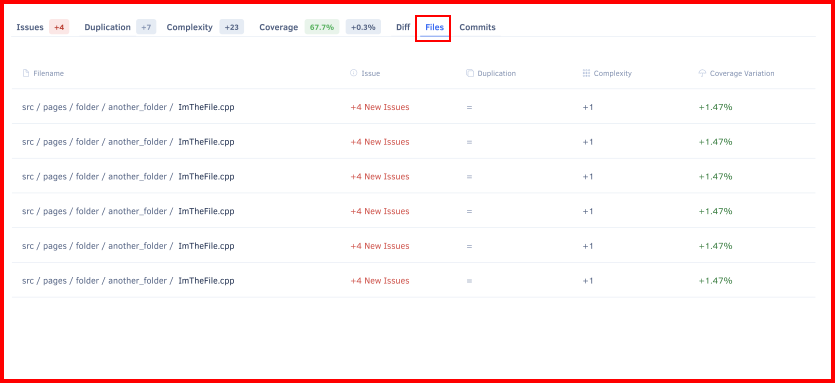 Issues +4 Duplication +7 Complexity +23 Coverage 67.7% +0.3% Diff Files Commits
Filename Issue Duplication Complexity Coverage Variation
src / pages / folder / another_folder / ImTheFile.cpp +4 New Issues = +1 +1.47%
src / pages / folder / another_folder / ImTheFile.cpp +4 New Issues = +1 +1.47%
src / pages / folder / another_folder / ImTheFile.cpp +4 New Issues = +1 +1.47%
src / pages / folder / another_folder / ImTheFile.cpp +4 New Issues = +1 +1.47%
src / pages / folder / another_folder / ImTheFile.cpp +4 New Issues = +1 +1.47%
src / pages / folder / another_folder / ImTheFile.cpp +4 New Issues = +1 +1.47%